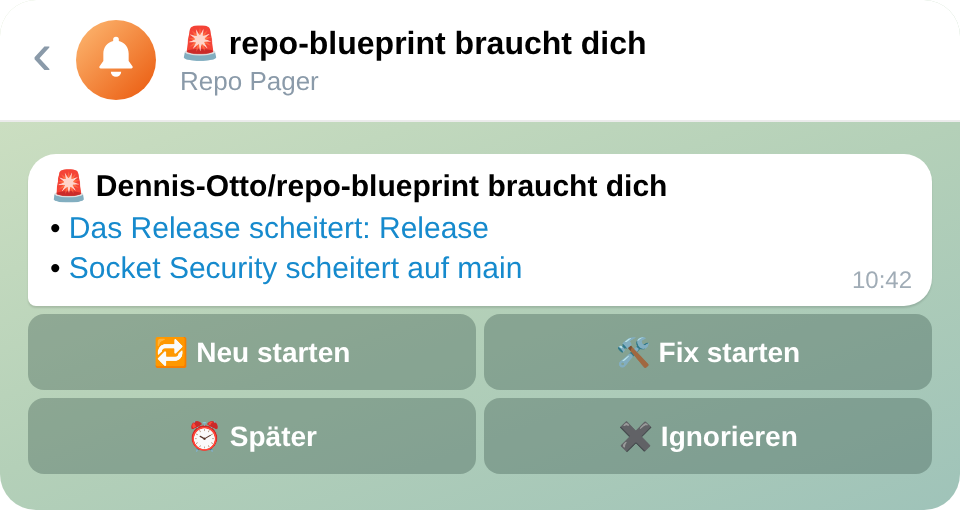 🚨 repo-blueprint braucht dich
Repo Pager
🚨 Dennis-Otto/repo-blueprint braucht dich
• Das Release scheitert: Release
• Socket Security scheitert auf main
10:42
🔁 Neu starten
🛠️ Fix starten
⏰ Später
✖️ Ignorieren